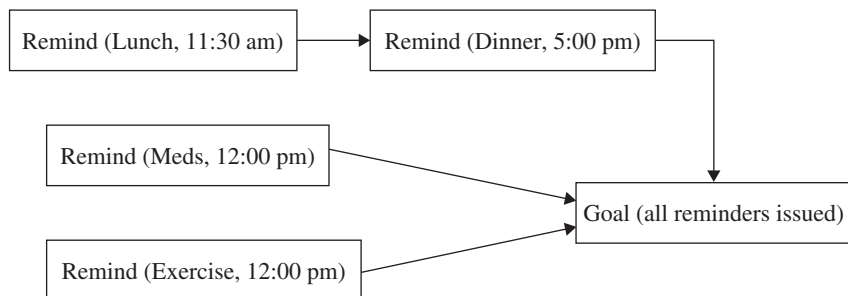 Remind (Lunch, 11:30 am)
Remind (Dinner, 5:00 pm)
Remind (Meds, 12:00 pm)
Goal (all reminders issued)
Remind (Exercise, 12:00 pm)